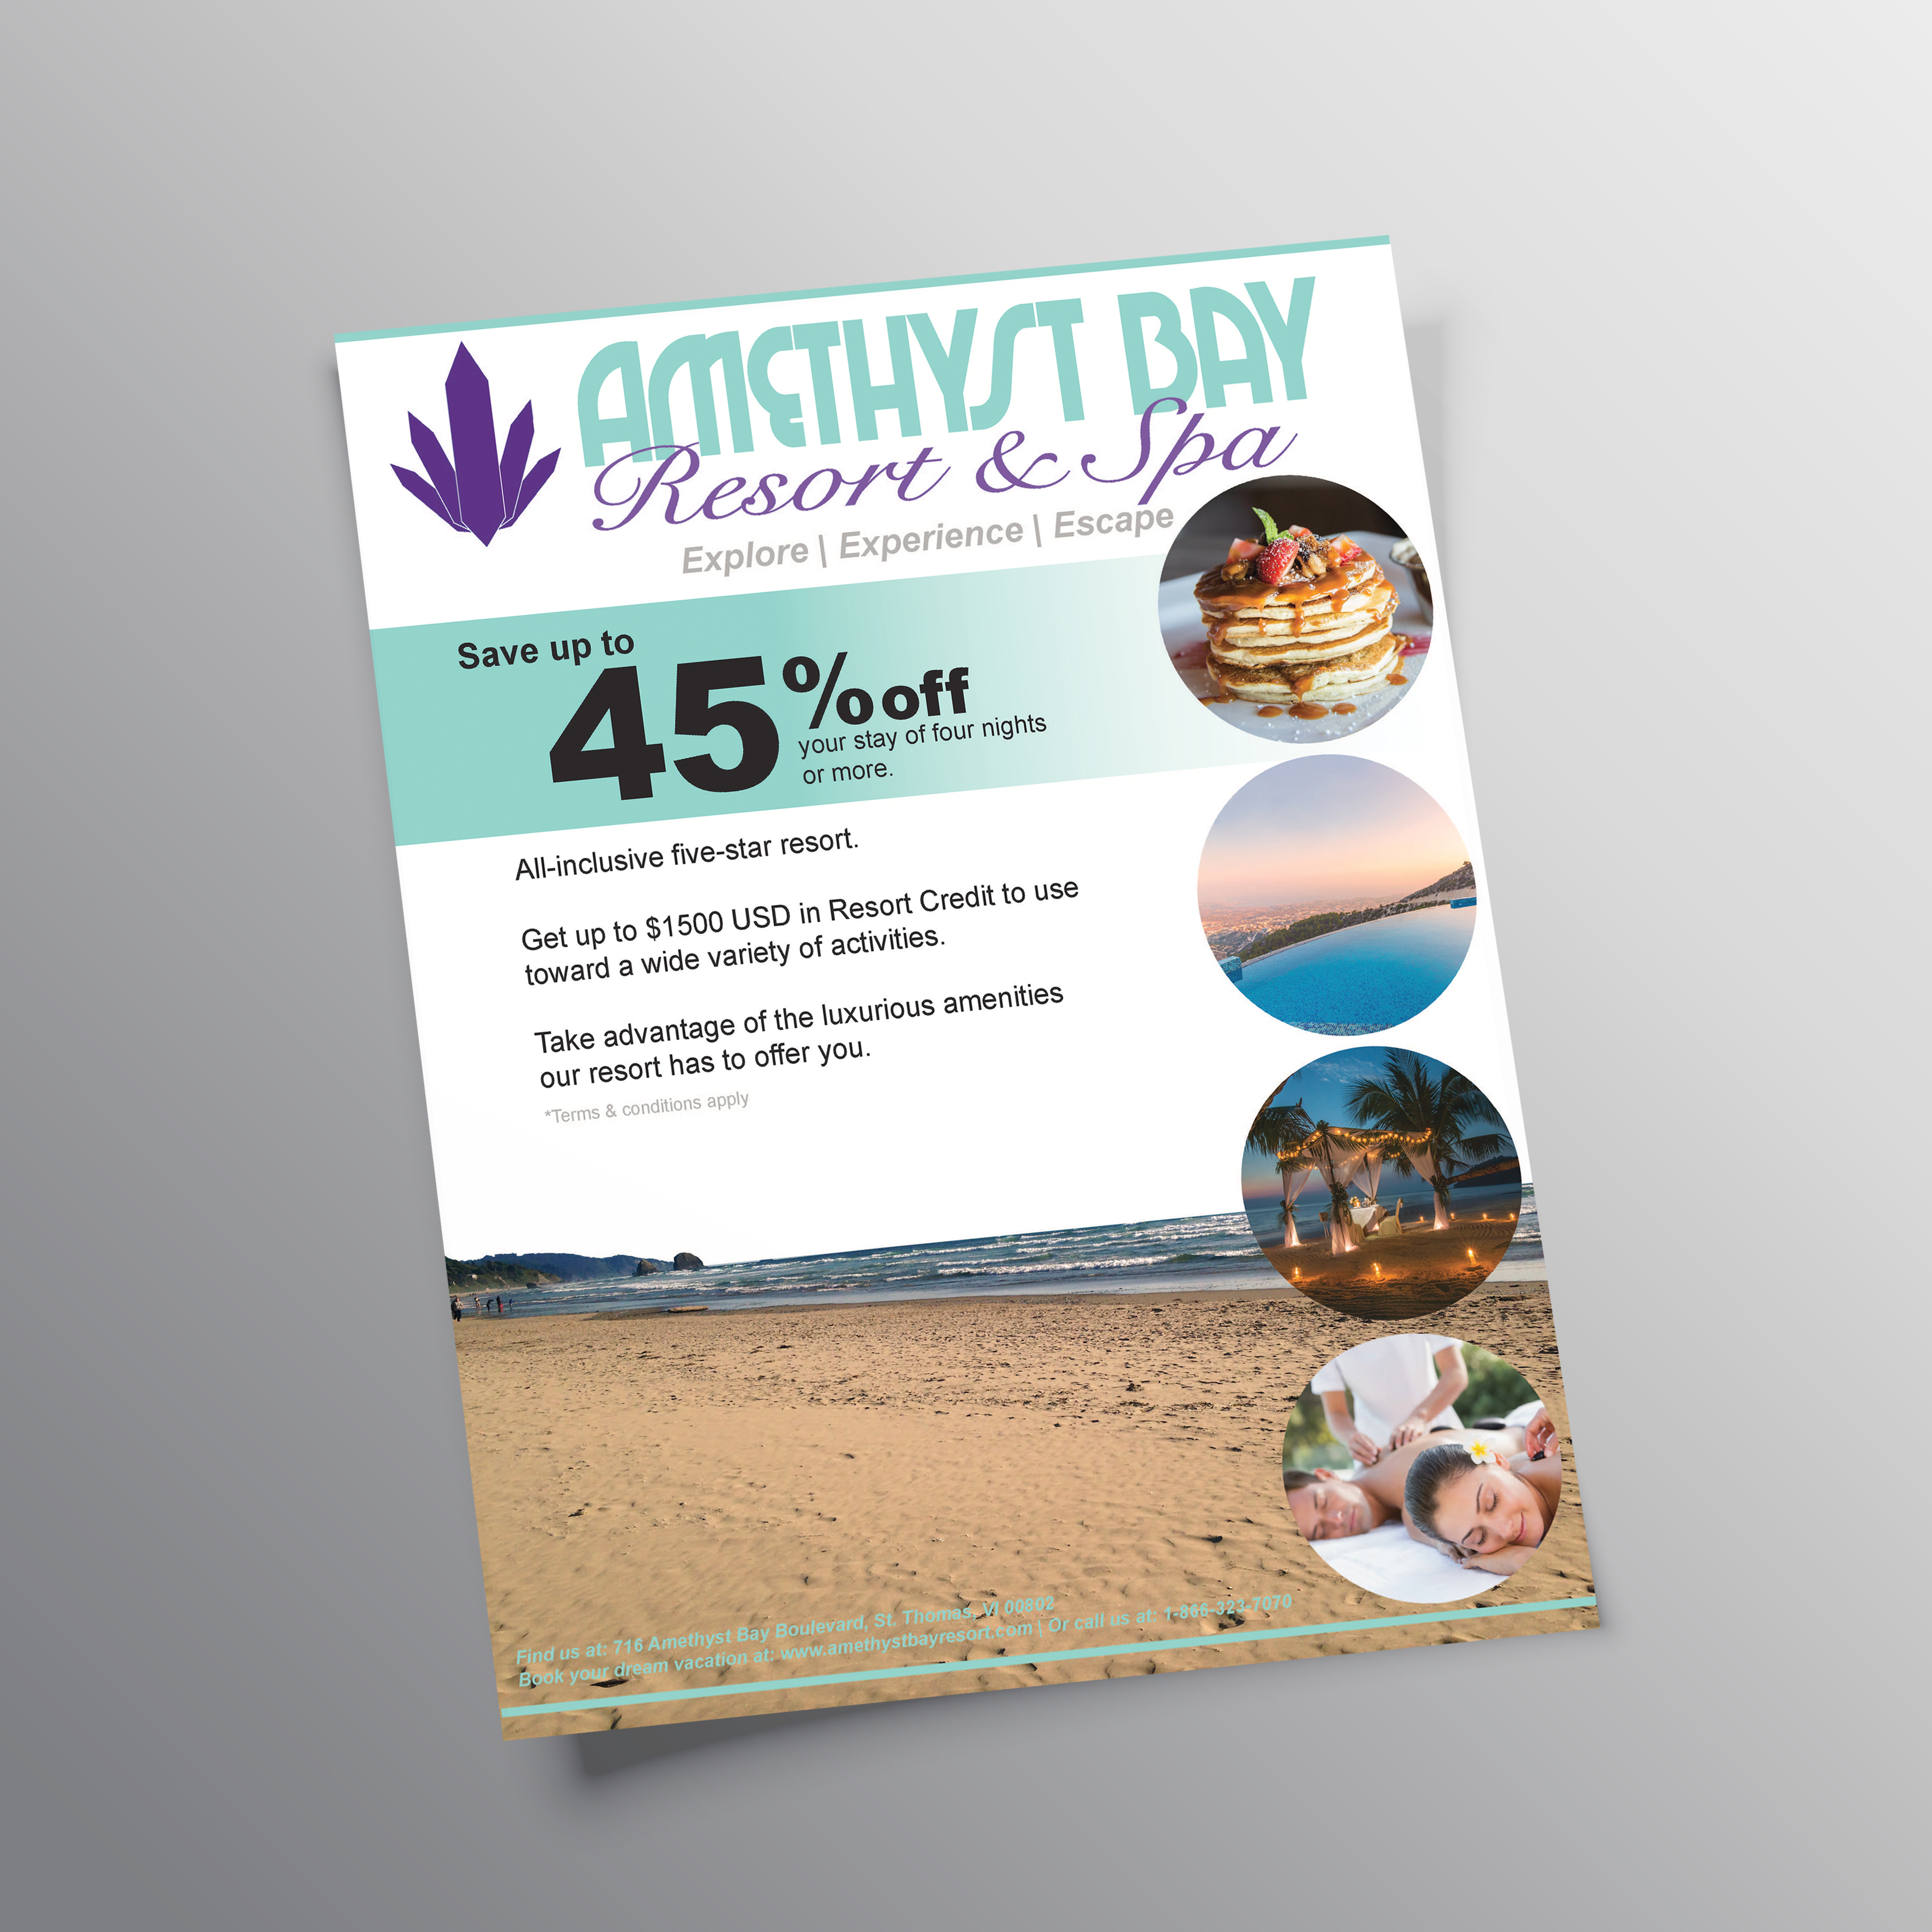 AMETHYST BAY
Resort & Spa
Explore | Experience | Escape
Save up to
45%off
your stay of four nights
or more.
All-inclusive five-star resort.
Get up to $1500 USD in Resort Credit to use
toward a wide variety of activities.
Take advantage of the luxurious amenities
our resort has to offer you.
*Terms & conditions apply
Find us at: 716 Amethyst Bay Boulevard, St. Thomas, VI 00802
Book your dream vacation at: www.amethystbayresort.com | Or call us at: 1-866-323-7070